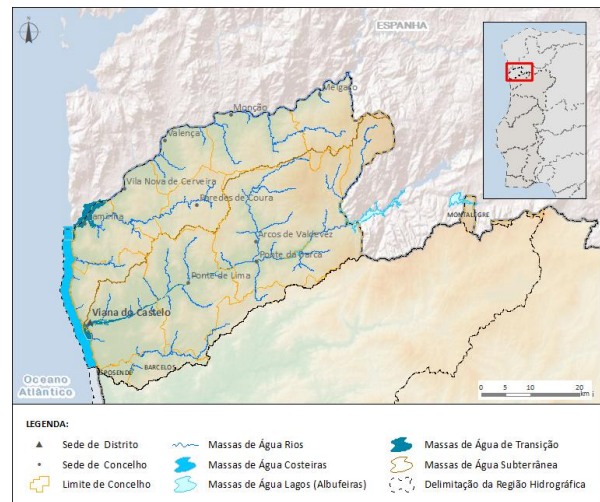 N
ESPANHA
Melgaço
Monção
Valença
Vila Nova de Cerveira
Paredes de Coura
Caminha
MONTALEGRE
Arcos de Valdevez
Ponte da Barca
Ponte de Lima
Viana do Castelo
ESPOSENDE
BARCELOS
Oceano
Atlântico
0 5 10 20
km
LEGENDA:
Sede de Distrito
Massas de Água Rios
Massas de Água de Transição
Sede de Concelho
Massas de Água Costeiras
Massas de Água Subterrânea
Limite de Concelho
Massas de Água Lagos (Albufeiras)
Delimitação da Região Hidrográfica